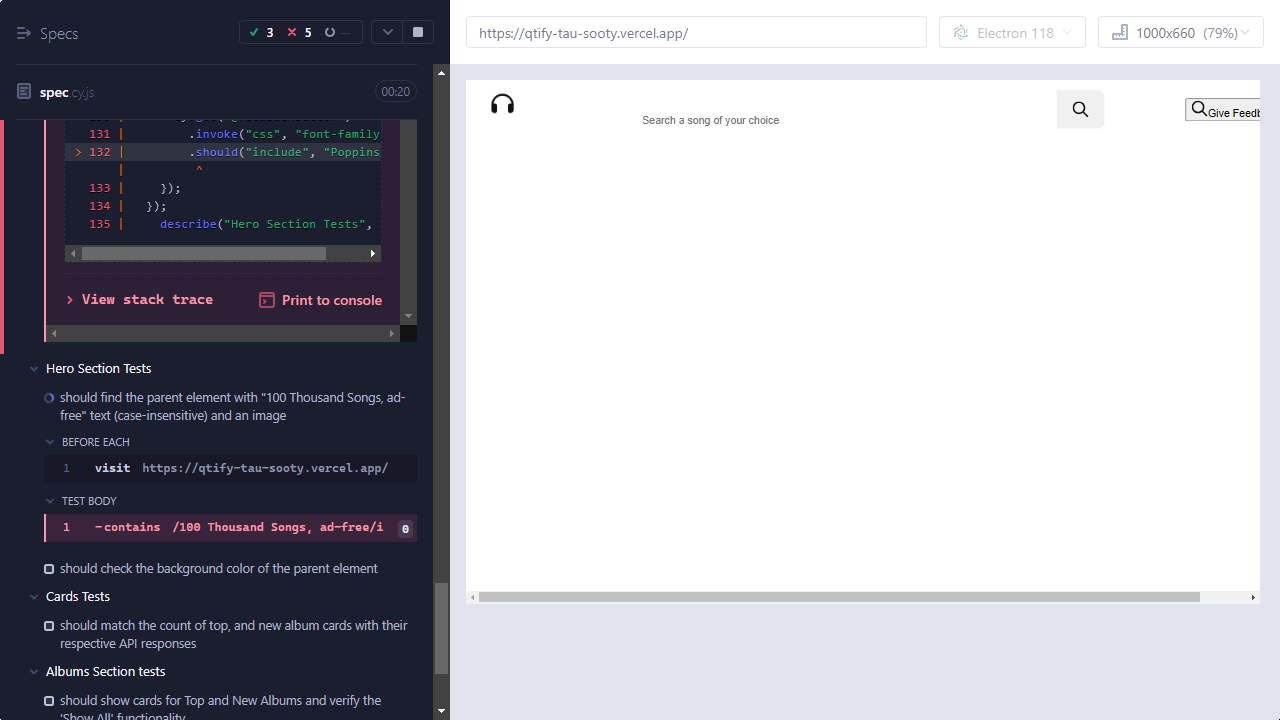 Specs
3
5
--
spec.cy.js
00:20
131 | .invoke("css", "font-family
> 132 | .should("include", "Poppins
| ^
133 | });
134 | });
135 | describe("Hero Section Tests",
View stack trace
Print to console
Hero Section Tests
should find the parent element with "100 Thousand Songs, ad-
free" text (case-insensitive) and an image
BEFORE EACH
1 visit https://qtify-tau-sooty.vercel.app/
TEST BODY
1 -contains /100 Thousand Songs, ad-free/i 0
should check the background color of the parent element
Cards Tests
should match the count of top, and new album cards with their
respective API responses
Albums Section tests
should show cards for Top and New Albums and verify the
'Show All' functionality
https://qtify-tau-sooty.vercel.app/
Electron 118
1000x660 (79%)
Search a song of your choice
Give Feedb